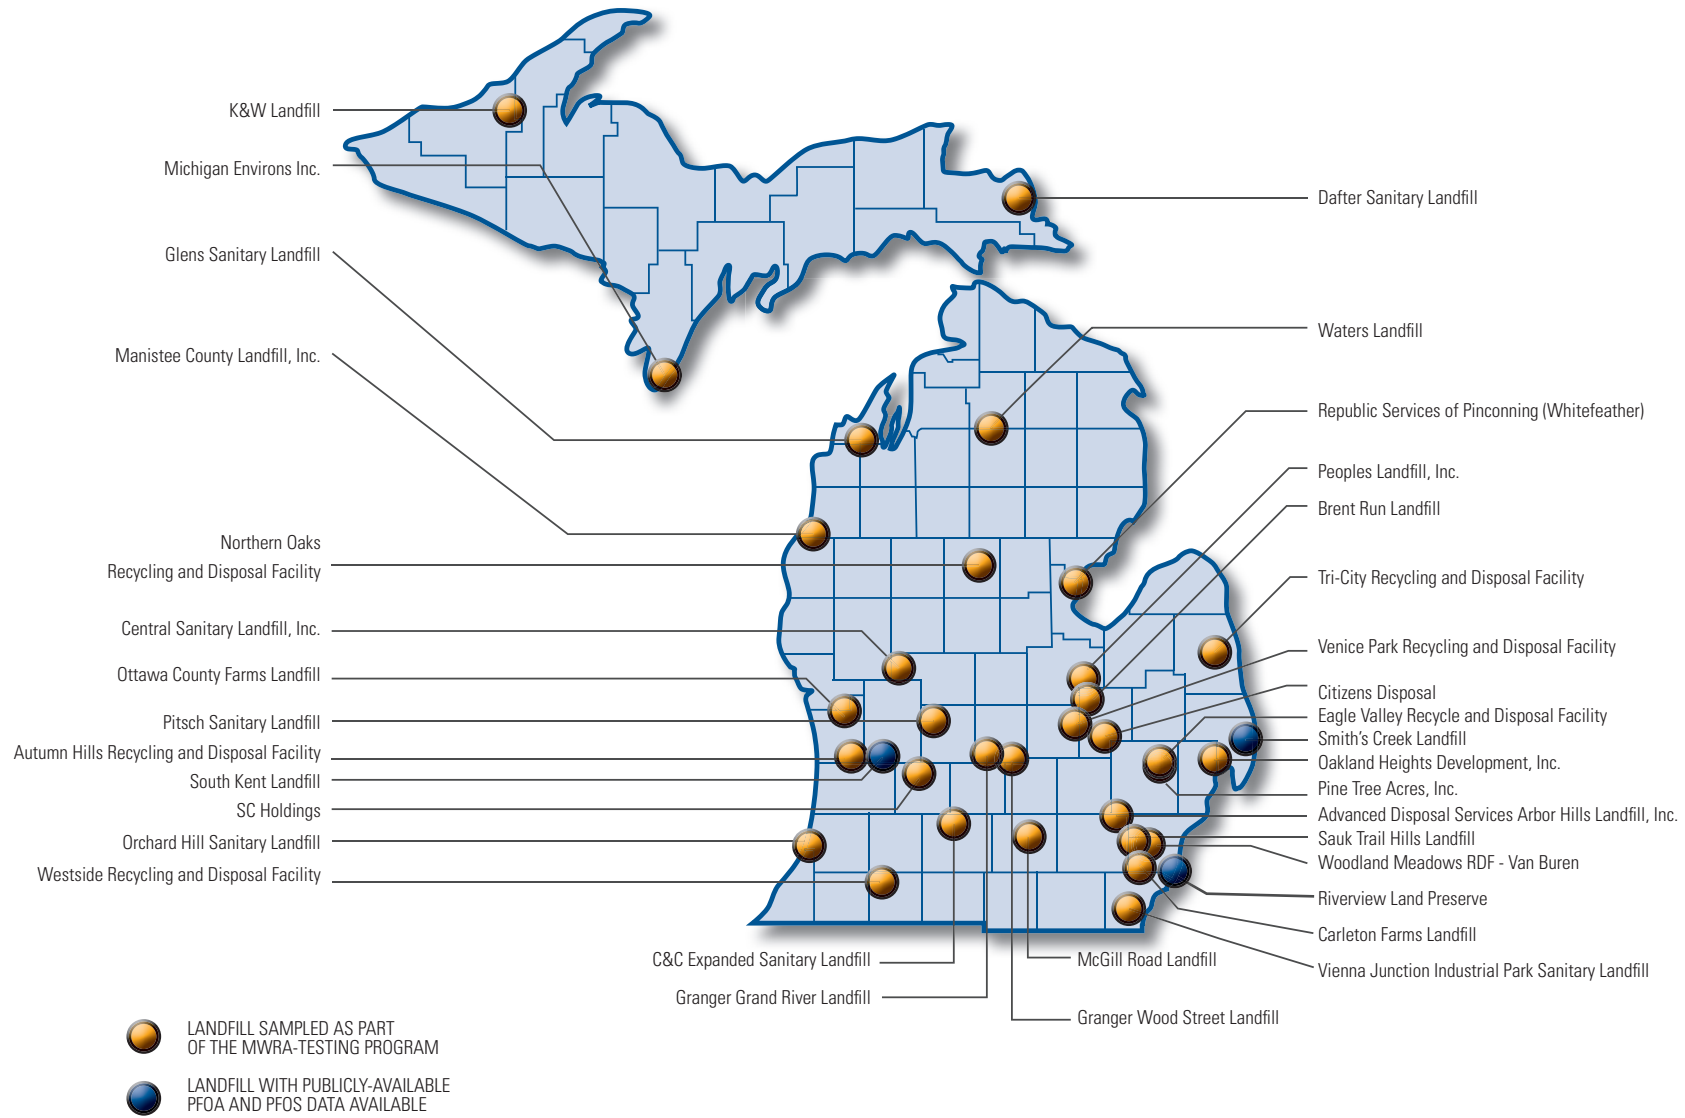 K&W Landfill
Michigan Environs Inc.
Glens Sanitary Landfill
Manistee County Landfill, Inc.
Northern Oaks
Recycling and Disposal Facility
Central Sanitary Landfill, Inc.
Ottawa County Farms Landfill
Pitsch Sanitary Landfill
Autumn Hills Recycling and Disposal Facility
South Kent Landfill
SC Holdings
Orchard Hill Sanitary Landfill
Westside Recycling and Disposal Facility
Dafter Sanitary Landfill
Waters Landfill
Republic Services of Pinconning (Whitefeather)
Peoples Landfill, Inc.
Brent Run Landfill
Tri-City Recycling and Disposal Facility
Venice Park Recycling and Disposal Facility
Citizens Disposal
Eagle Valley Recycle and Disposal Facility
Smith's Creek Landfill
Oakland Heights Development, Inc.
Pine Tree Acres, Inc.
Advanced Disposal Services Arbor Hills Landfill, Inc.
Sauk Trail Hills Landfill
Woodland Meadows RDF - Van Buren
Riverview Land Preserve
Carleton Farms Landfill
Vienna Junction Industrial Park Sanitary Landfill
C&C Expanded Sanitary Landfill
McGill Road Landfill
Granger Grand River Landfill
Granger Wood Street Landfill
LANDFILL SAMPLED AS PART
OF THE MWRA-TESTING PROGRAM
LANDFILL WITH PUBLICLY-AVAILABLE
PFOA AND PFOS DATA AVAILABLE